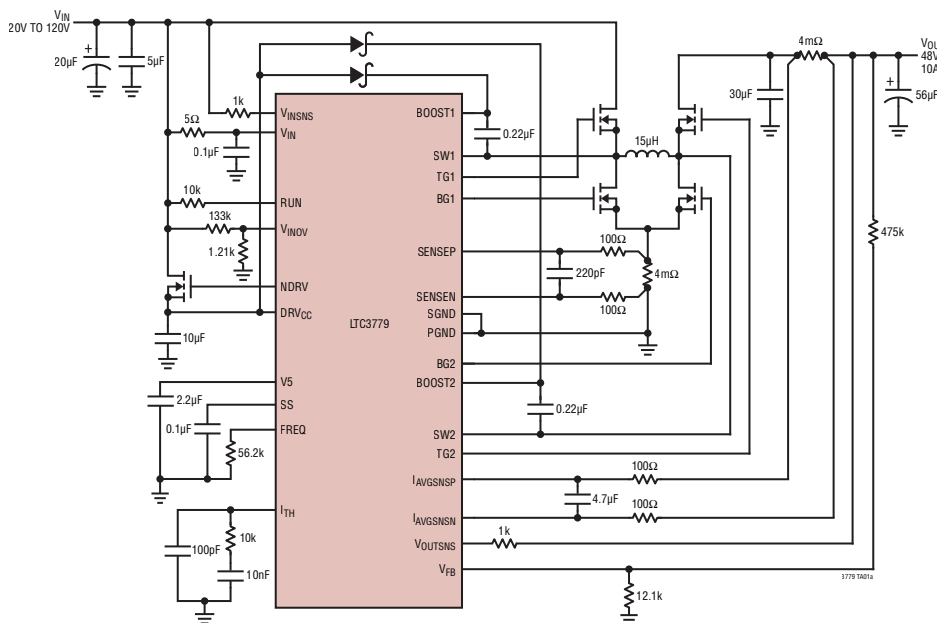 VIN
20V TO 120V
20µF
+
5µF
5Ω
1k
0.1µF
10k
133k
1.21k
10µF
2.2µF
0.1µF
56.2k
100pF
10k
10nF
VINSNS
VIN
RUN
VINOV
NDRV
DRVCC
V5
SS
FREQ
ITH
LTC3779
BOOST1
SW1
TG1
BG1
SENSEP
SENSEN
SGND
PGND
BG2
BOOST2
SW2
TG2
IAVGSNSP
IAVGSNSN
VOUTSNS
VFB
0.22µF
15µH
100Ω
220pF
4mΩ
100Ω
0.22µF
100Ω
4.7µF
100Ω
1k
12.1k
30µF
4mΩ
VOU
48V
10A
+
56µF
475k
3779 TA01a